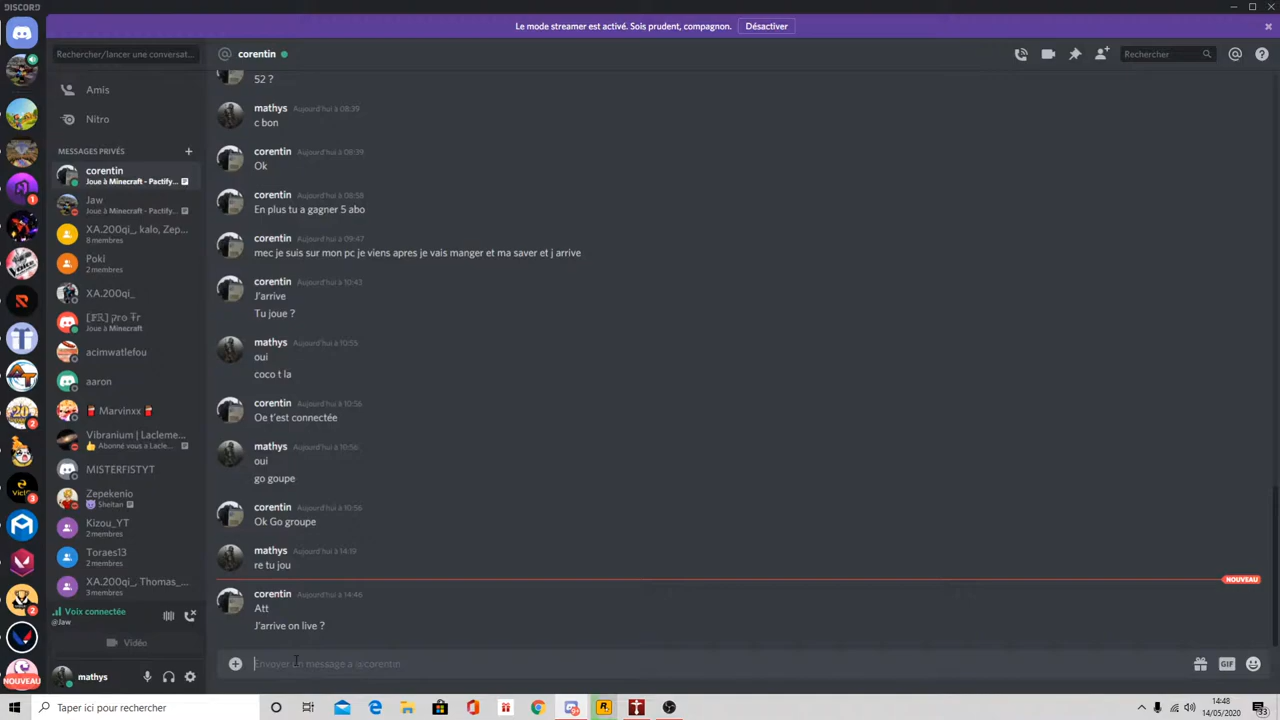 DISCORD
Le mode streamer est activé. Sois prudent, compagnon.
Désactiver
Rechercher/lancer une conversat...
corentin
Rechercher
Amis
Nitro
MESSAGES PRIVÉS
corentin
Joue à Minecraft - Pactify...
Jaw
Joue à Minecraft - Pactify...
XA.200qi_, kalo, Zep...
8 membres
Poki
2 membres
XA.200qi_
Joue à Minecraft
acimwatlefou
aaron
Marvinxx
Vibranium | Lacleme...
Abonné vous a Lacle...
MISTERFISTYT
Zepekenio
Sheitan
Kizou_YT
2 membres
Toraes13
2 membres
XA.200qi_, Thomas_...
3 membres
Voix connectée
@Jaw
Vidéo
mathys
NOUVEAU
52 ?
mathys Aujourd'hui à 08:39
c bon
corentin Aujourd'hui à 08:39
Ok
corentin Aujourd'hui à 08:58
En plus tu a gagner 5 abo
corentin Aujourd'hui à 09:47
mec je suis sur mon pc je viens apres je vais manger et ma saver et j arrive
corentin Aujourd'hui à 10:43
J'arrive
Tu joue ?
mathys Aujourd'hui à 10:55
oui
coco t la
corentin Aujourd'hui à 10:56
Oe t'est connectée
mathys Aujourd'hui à 10:56
oui
go goupe
corentin Aujourd'hui à 10:56
Ok Go groupe
mathys Aujourd'hui à 14:19
re tu jou
NOUVEAU
corentin Aujourd'hui à 14:46
Att
J'arrive on live ?
Envoyer un message à @corentin
GIF
Taper ici pour rechercher
14:48
14/05/2020